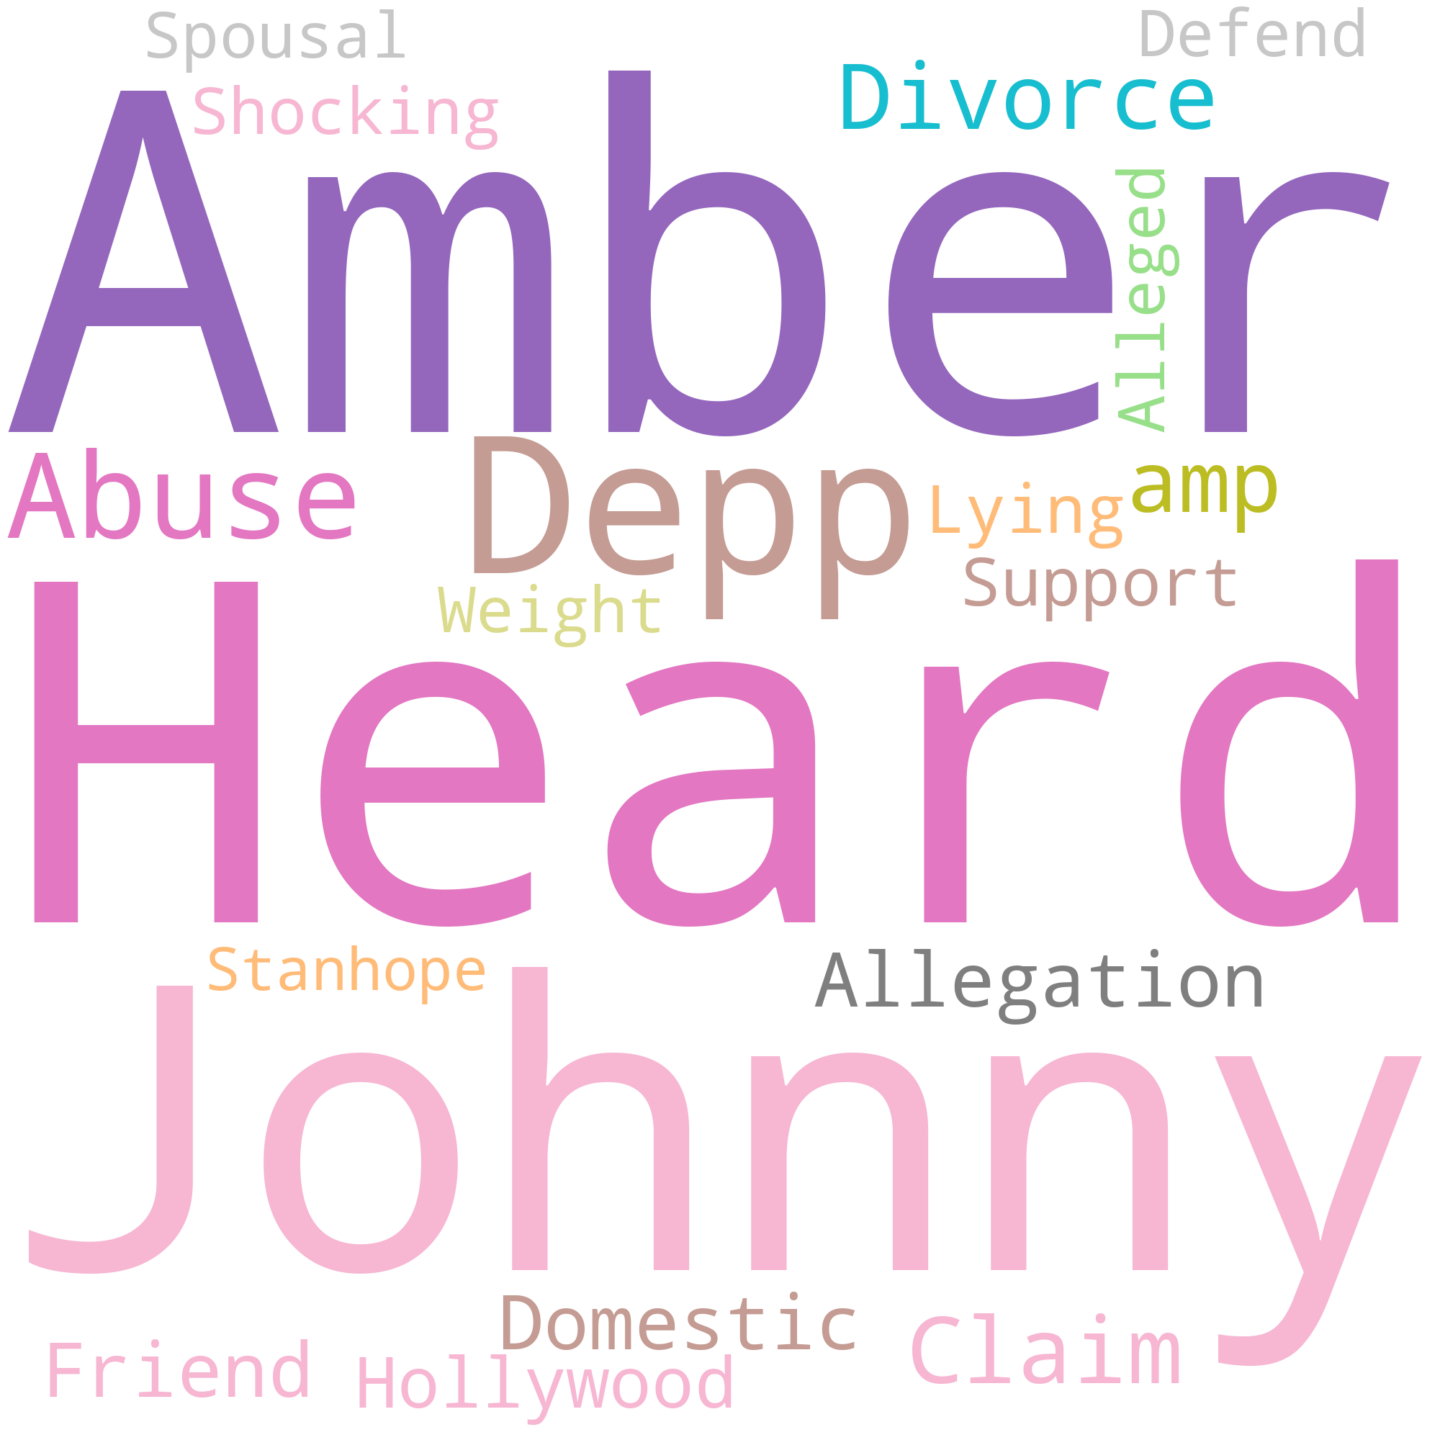 Spousal
Defend
Shocking
Divorce
Amber
Alleged
Abuse
Depp
Lying
amp
Support
Weight
Heard
Stanhope
Allegation
Johnny
Domestic
Claim
Friend
Hollywood